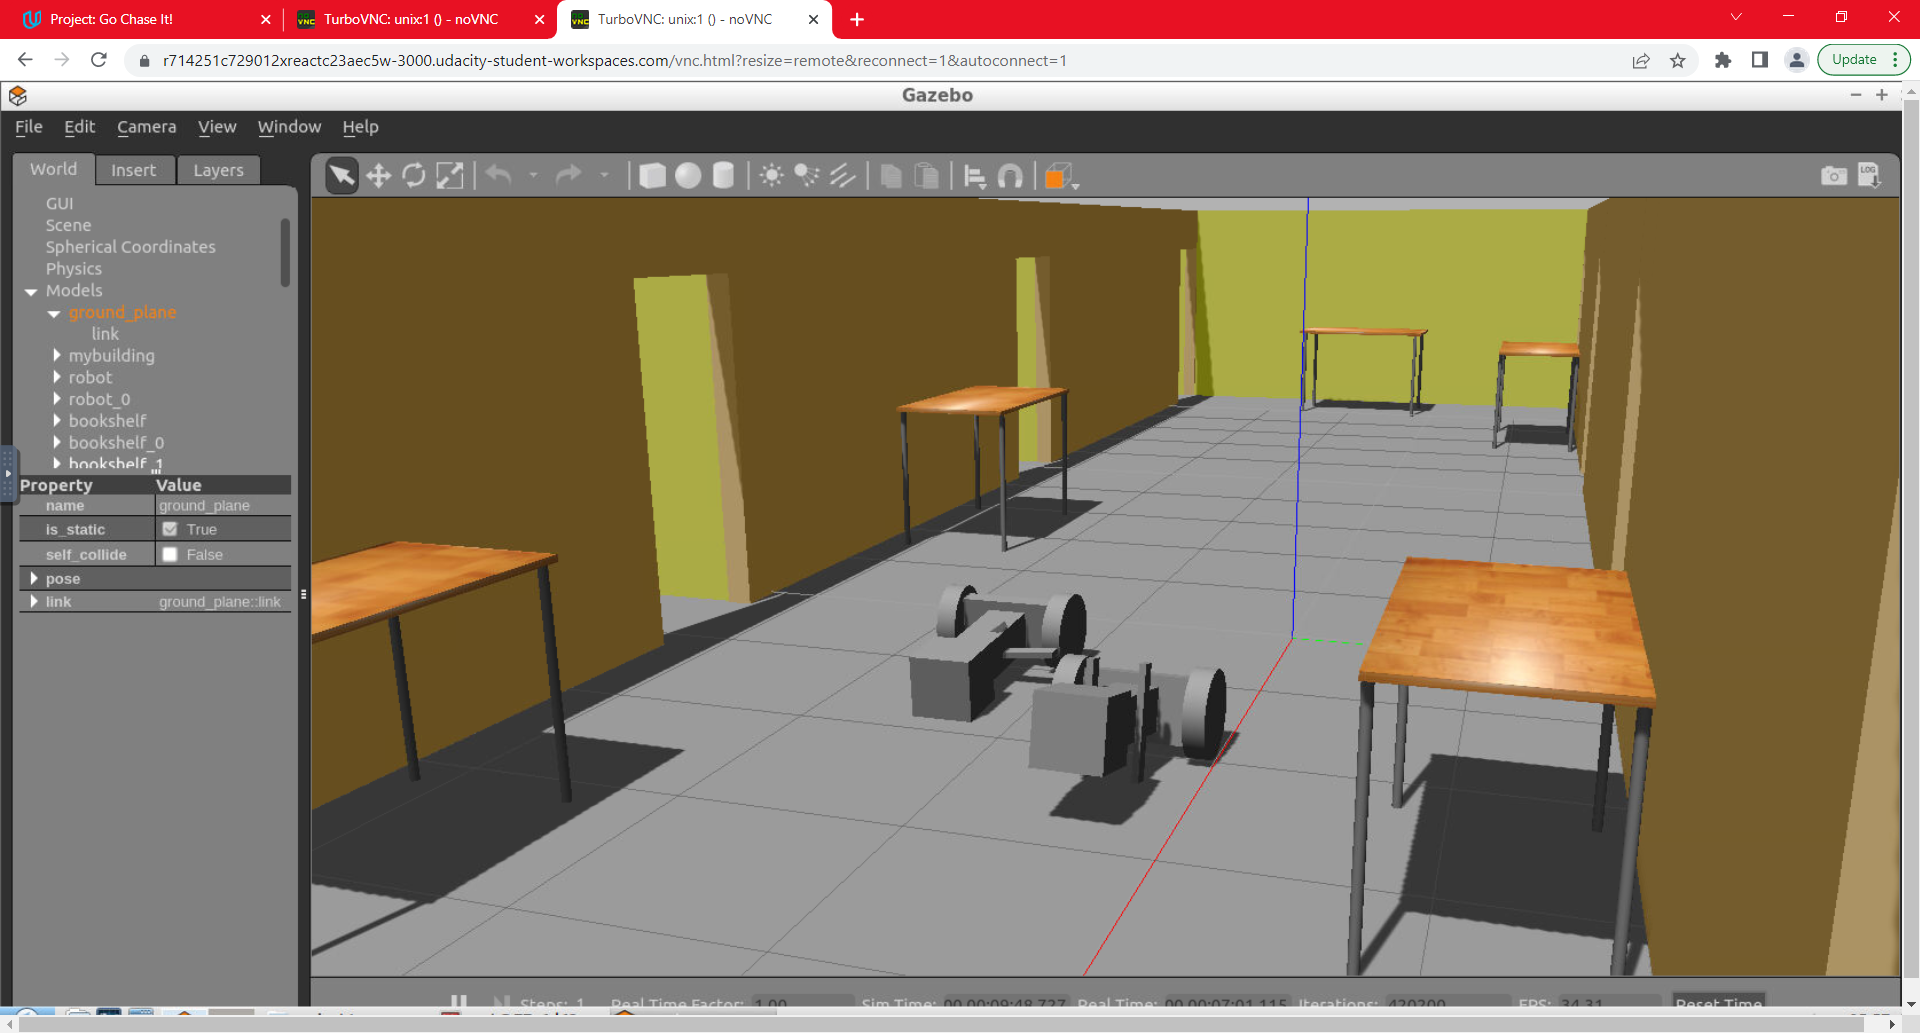 Project: Go Chase It!
TurboVNC: unix:1 () - noVNC
TurboVNC: unix:1 () - noVNC
r714251c729012xreactc23aec5w-3000.udacity-student-workspaces.com/vnc.html?resize=remote&reconnect=1&autoconnect=1
Update
Gazebo
File Edit Camera View Window Help
World Insert Layers
LOG
GUI
Scene
Spherical Coordinates
Physics
Models
ground_plane
link
mybuilding
robot
robot_0
bookshelf
bookshelf_0
bookshelf_1
Property Value
name ground_plane
is_static True
self_collide False
pose
link ground_plane::link
Steps: 1 Real Time Factor: 1.00 Sim Time: 00 00:09:48.727 Real Time: 00 00:07:01.115 Iterations: 420200 FPS: 34.31 Reset Time